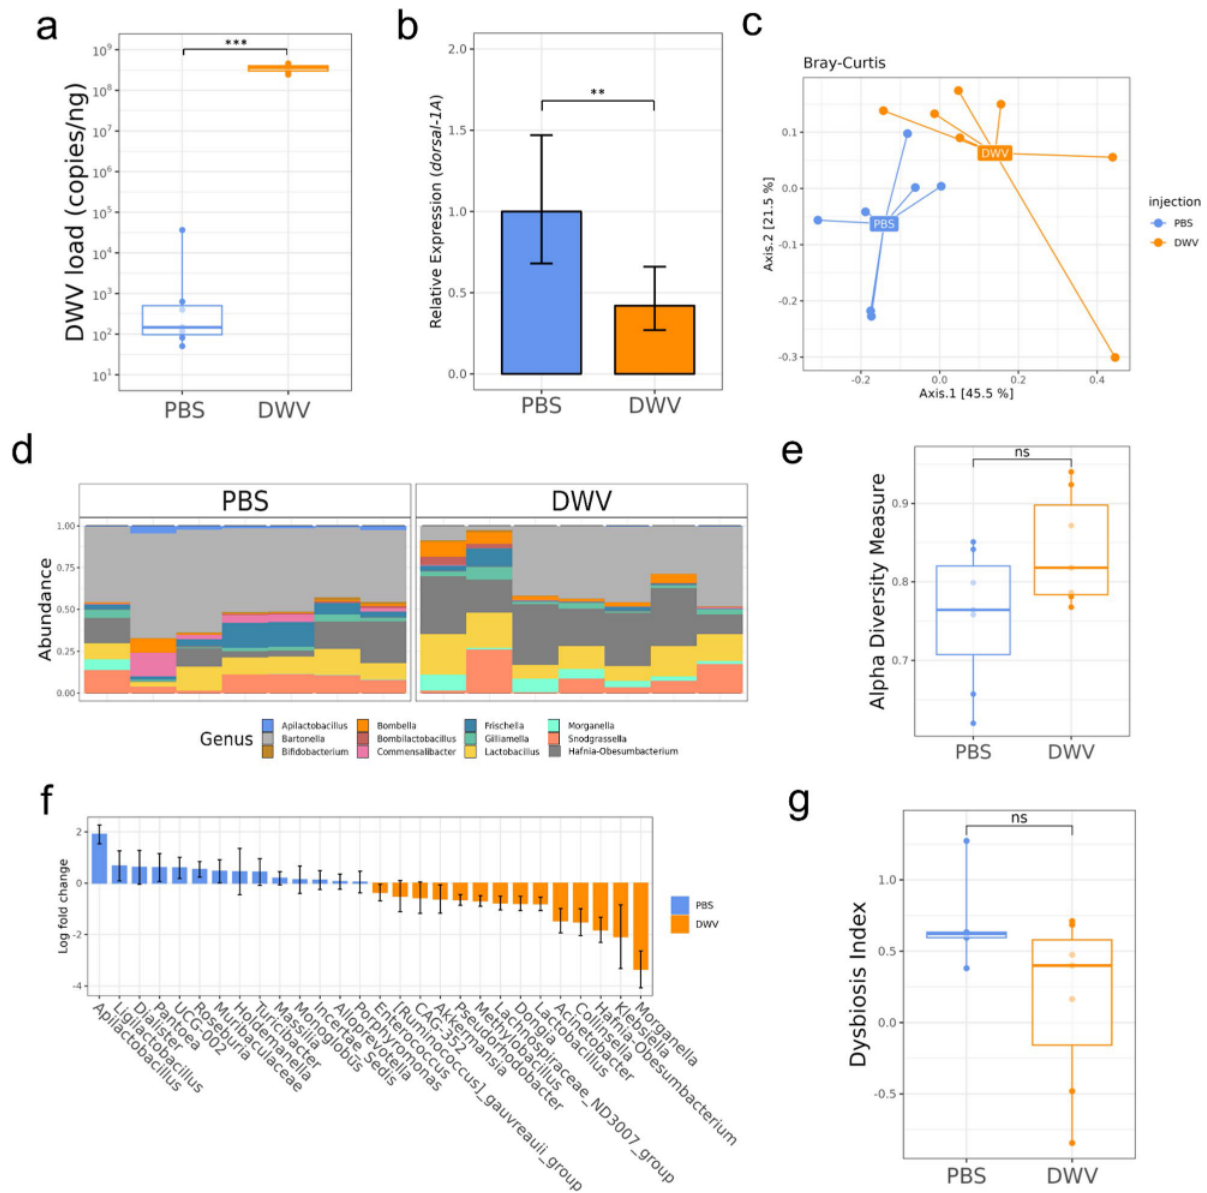 a
DWV load (copies/ng)
10⁹
10⁸
10⁷
10⁶
10⁵
10⁴
10³
10²
10¹
***
PBS
DWV
b
Relative Expression (dorsal-1A)
2.0
1.5
1.0
0.5
0.0
**
PBS
DWV
c
Bray-Curtis
Axis.2 [21.5 %]
0.1
0.0
-0.1
-0.2
-0.3
DWV
PBS
-0.2
0.0
0.2
0.4
Axis.1 [45.5 %]
injection
PBS
DWV
d
PBS
DWV
Abundance
1.00
0.75
0.50
0.25
0.00
Genus
Apilactobacillus
Bartonella
Bifidobacterium
Bombella
Bombilactobacillus
Commensalibacter
Frischella
Gilliamella
Lactobacillus
Morganella
Snodgrassella
Hafnia-Obesumbacterium
e
Alpha Diversity Measure
0.9
0.8
0.7
ns
PBS
DWV
f
Log fold change
2
0
-2
-4
PBS
DWV
Apilactobacillus
Ligilactobacillus
Dialister
Pantoea
UCG-002
Roseburia
Muribaculaceae
Holdemanella
Turicibacter
Massilia
Monoglobus
Incertae_Sedis
Alloprevotella
Porphyromonas
Enterococcus
[Ruminococcus]_gauvreauii_group
CAG-352
Akkermansia
Pseudorhodobacter
Methylobacillus
Lachnospiraceae_ND3007_group
Dongia
Lactobacillus
Acinetobacter
Collinsella
Hafnia-Obesumbacterium
Klebsiella
Morganella
g
Dysbiosis Index
1.0
0.5
0.0
-0.5
ns
PBS
DWV